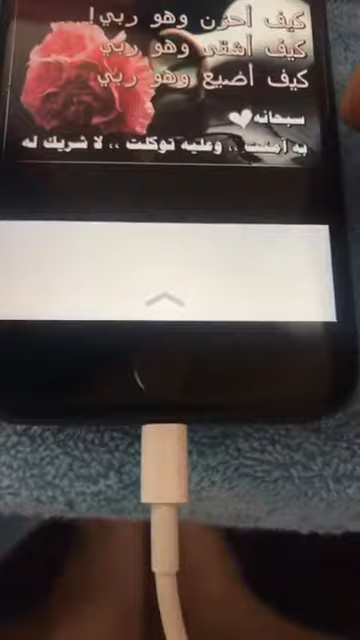 كيف أحزن وهو ربي!
كيف أشقى وهو ربي
كيف أضيع وهو ربي
سبحانه
به آمنت ،، وعليه توكلت ،، لا شريك له